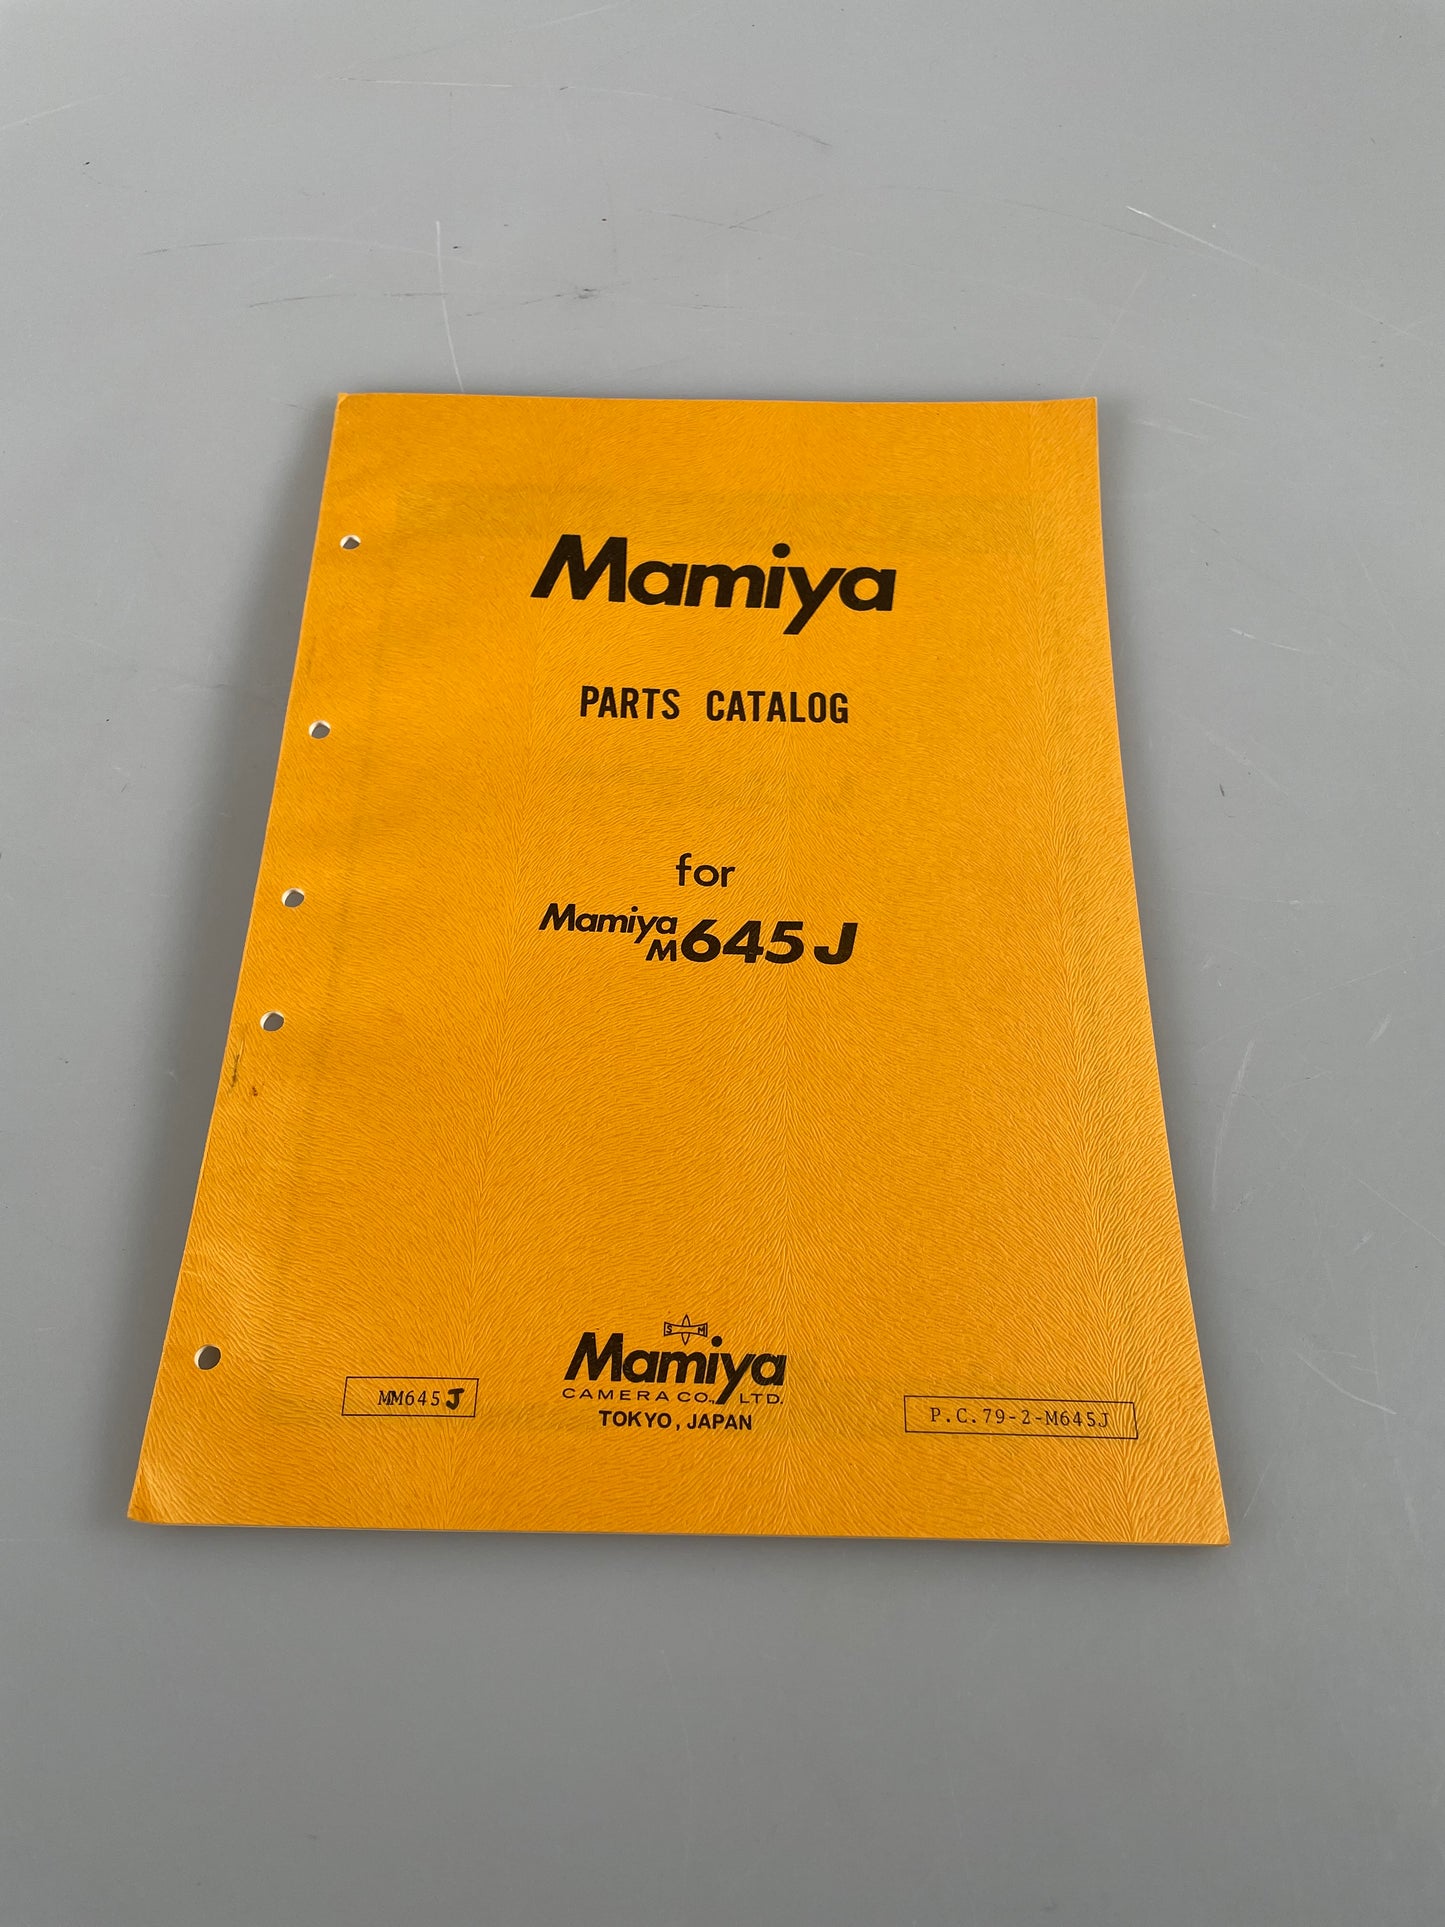 Mamiya
PARTS CATALOG
for
Mamiya
M645J
S M
Mamiya
CAMERA CO., LTD.
TOKYO, JAPAN
MM645J
P.C.79-2-M645J